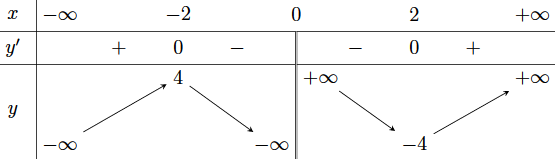 x −∞ −2 0 2 +∞
y′ + 0 − − 0 +
4 +∞ +∞
y
−∞ −∞ −4